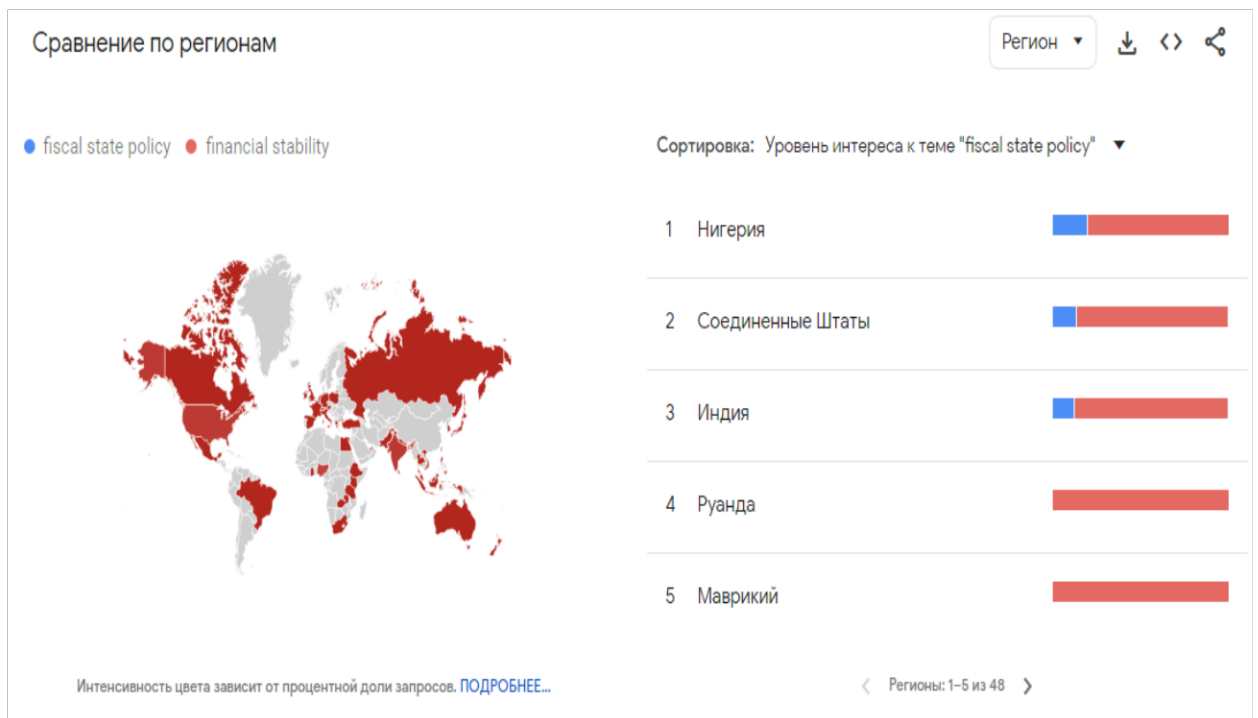 Сравнение по регионам
Регион
fiscal state policy financial stability
Сортировка: Уровень интереса к теме "fiscal state policy"
1 Нигерия
2 Соединенные Штаты
3 Индия
4 Руанда
5 Маврикий
Интенсивность цвета зависит от процентной доли запросов. ПОДРОБНЕЕ...
Регионы: 1–5 из 48